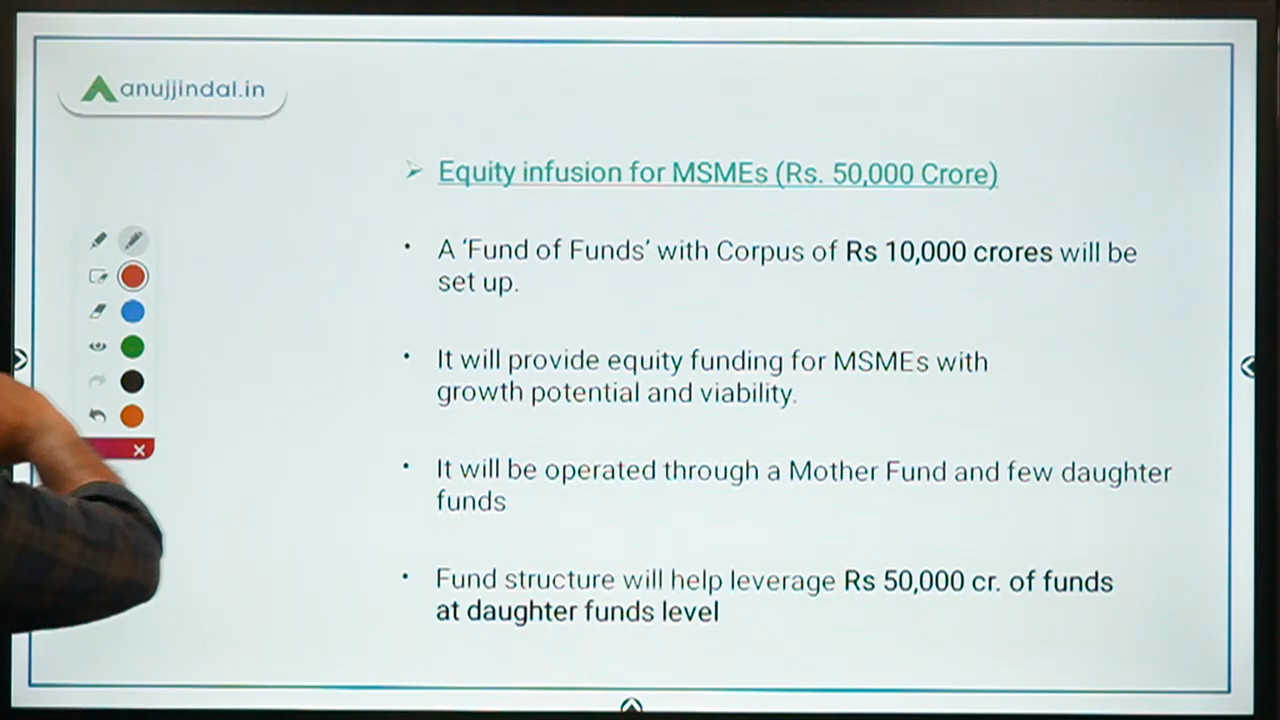 anujjindal.in
Equity infusion for MSMEs (Rs. 50,000 Crore)
A ‘Fund of Funds’ with Corpus of Rs 10,000 crores will be
set up.
It will provide equity funding for MSMEs with
growth potential and viability.
It will be operated through a Mother Fund and few daughter
funds
Fund structure will help leverage Rs 50,000 cr. of funds
at daughter funds level